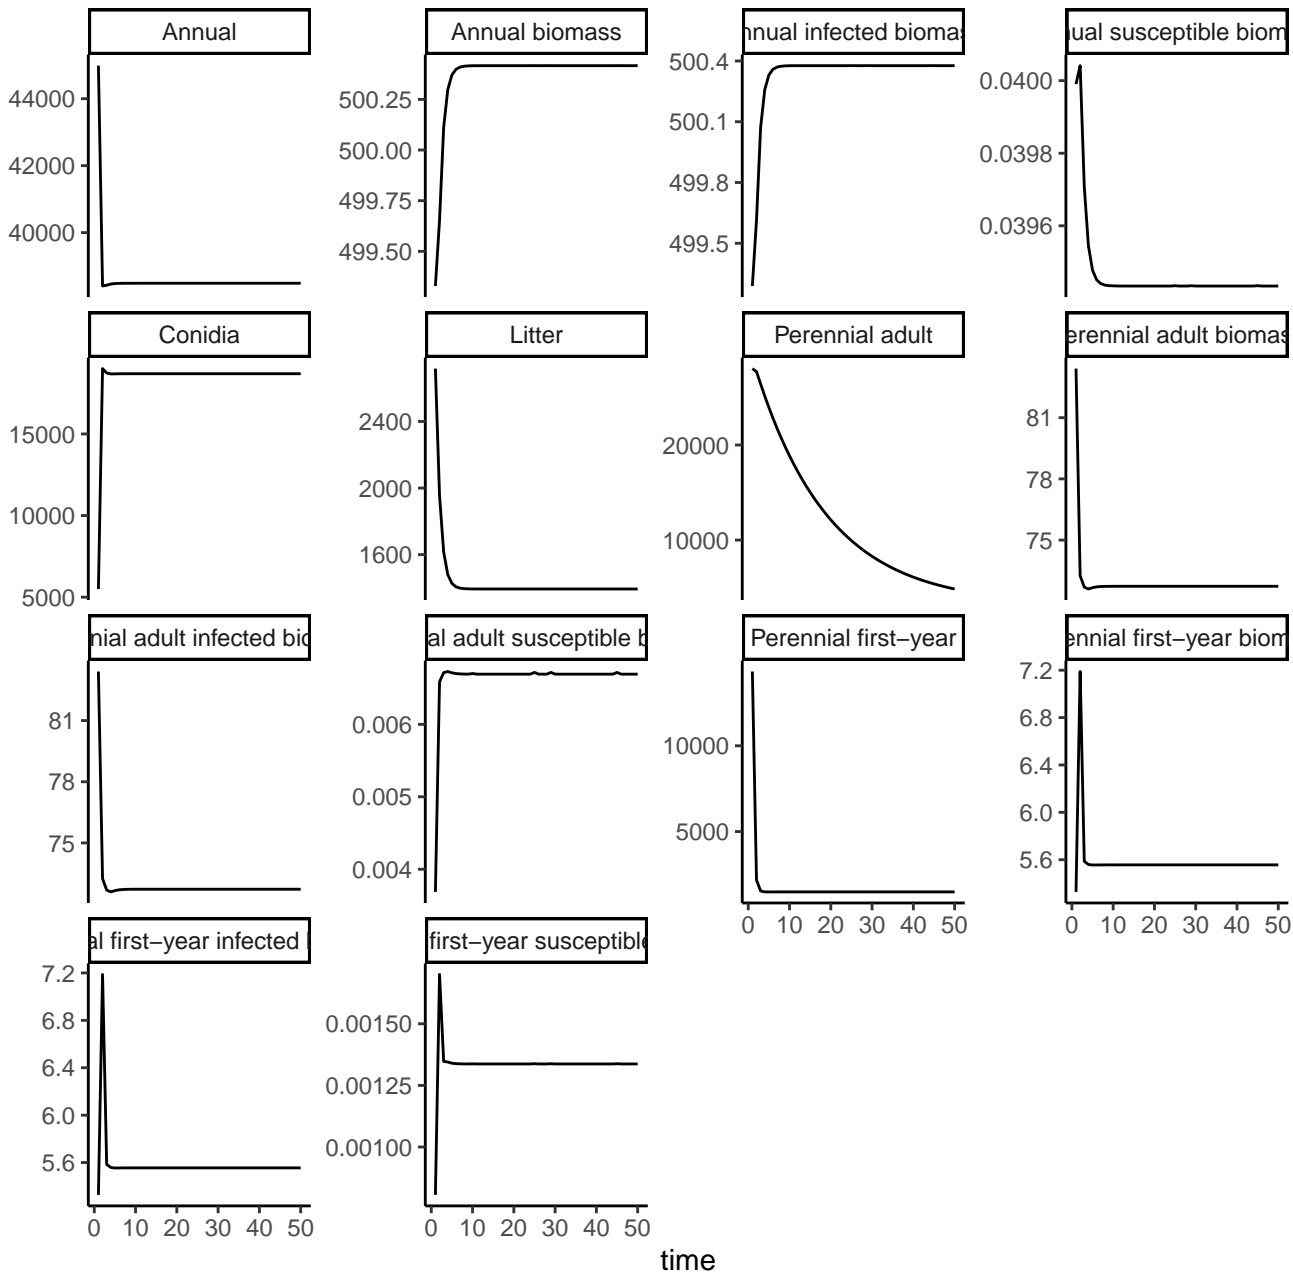 Annual
Annual biomass
nnual infected biomas
nual susceptible biom
44000
42000
40000
500.25
500.00
499.75
499.50
500.4
500.1
499.8
499.5
0.0400
0.0398
0.0396
Conidia
Litter
Perennial adult
erennial adult biomas
15000
10000
5000
2400
2000
1600
20000
10000
81
78
75
nial adult infected bio
al adult susceptible b
Perennial first−year
ennial first−year biom
81
78
75
0.006
0.005
0.004
10000
5000
7.2
6.8
6.4
6.0
5.6
0 10 20 30 40 50
0 10 20 30 40 50
al first−year infected
first−year susceptible
7.2
6.8
6.4
6.0
5.6
0.00150
0.00125
0.00100
0 10 20 30 40 50
0 10 20 30 40 50
time